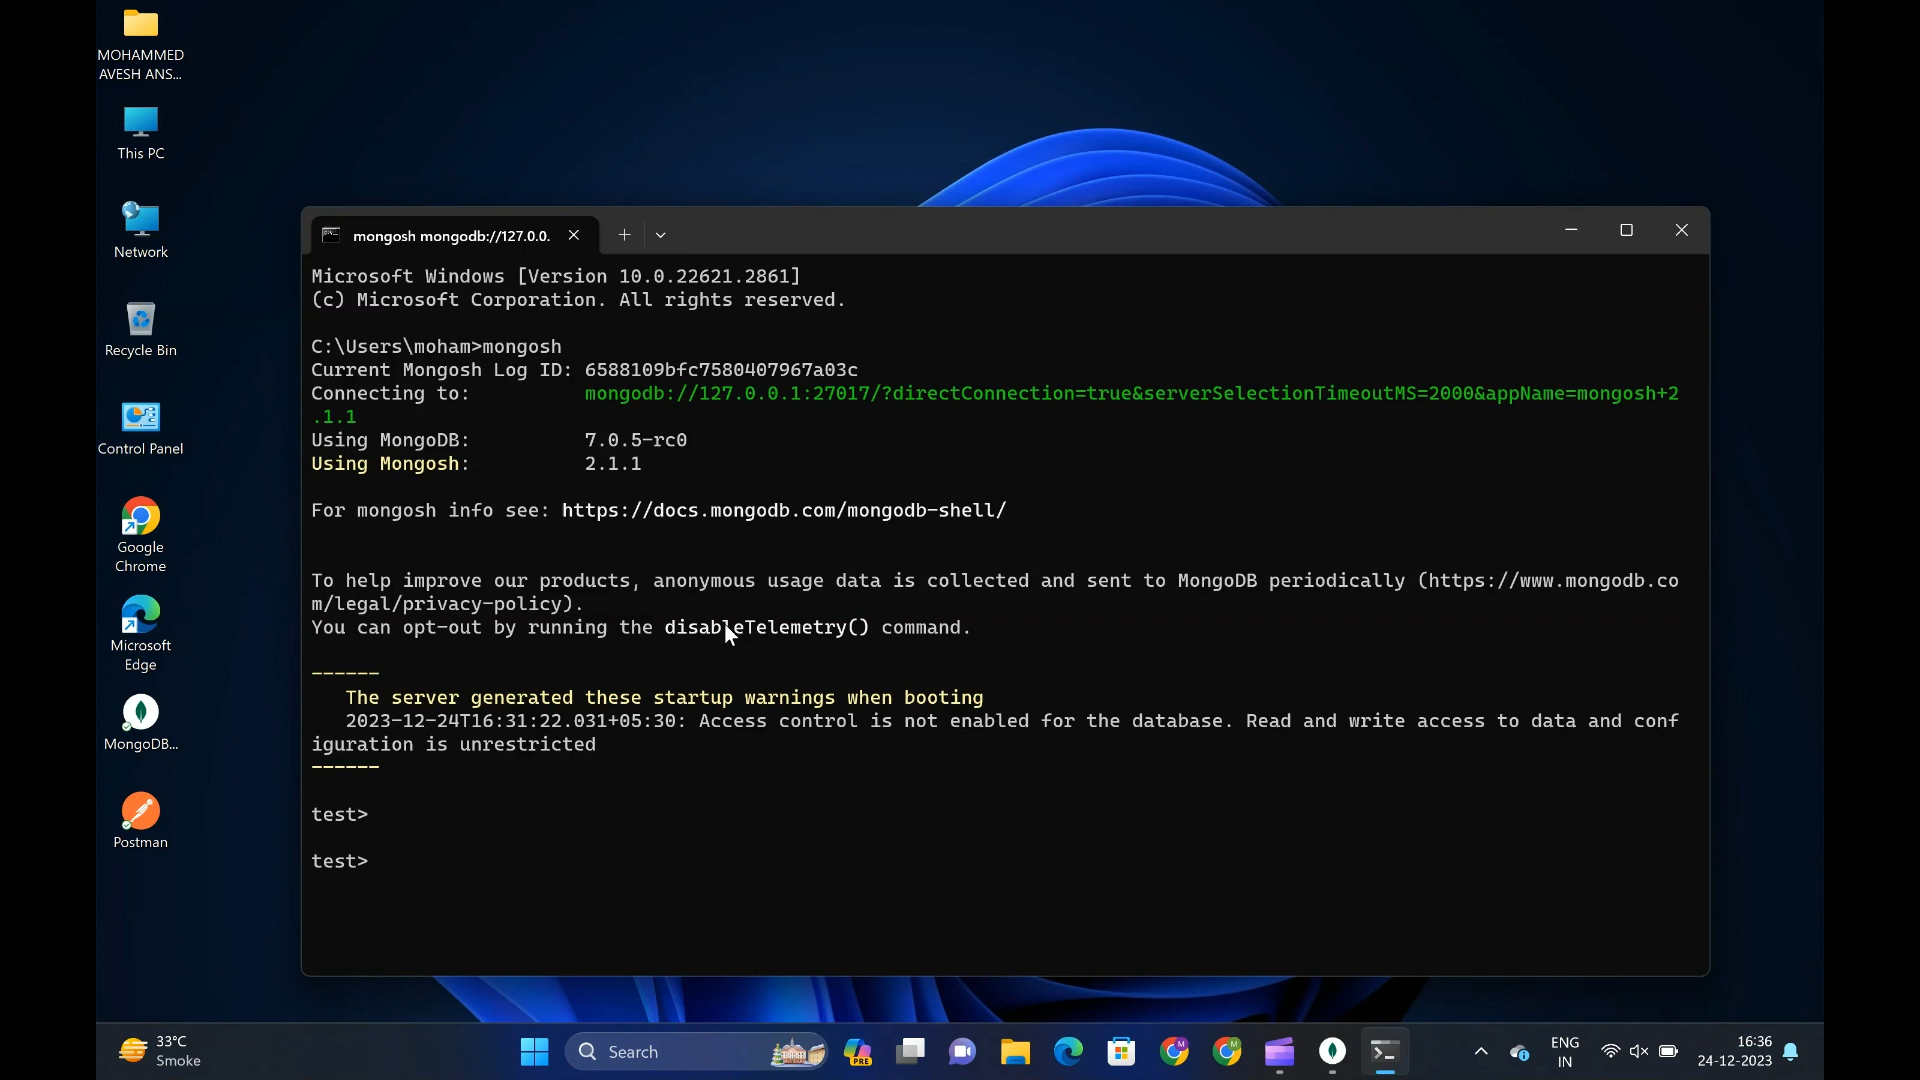 MOHAMMED
AVESH ANS...
This PC
Network
Recycle Bin
Control Panel
Google
Chrome
Microsoft
Edge
MongoDB...
Postman
mongosh mongodb://127.0.0.
Microsoft Windows [Version 10.0.22621.2861]
(c) Microsoft Corporation. All rights reserved.
C:\Users\moham>mongosh
Current Mongosh Log ID: 6588109bfc7580407967a03c
Connecting to: mongodb://127.0.0.1:27017/?directConnection=true&serverSelectionTimeoutMS=2000&appName=mongosh+2
.1.1
Using MongoDB: 7.0.5-rc0
Using Mongosh: 2.1.1
For mongosh info see: https://docs.mongodb.com/mongodb-shell/
To help improve our products, anonymous usage data is collected and sent to MongoDB periodically (https://www.mongodb.co
m/legal/privacy-policy).
You can opt-out by running the disableTelemetry() command.
------
The server generated these startup warnings when booting
2023-12-24T16:31:22.031+05:30: Access control is not enabled for the database. Read and write access to data and conf
iguration is unrestricted
------
test>
test>
33°C
Smoke
Search
PRE
M
M
ENG
IN
16:36
24-12-2023